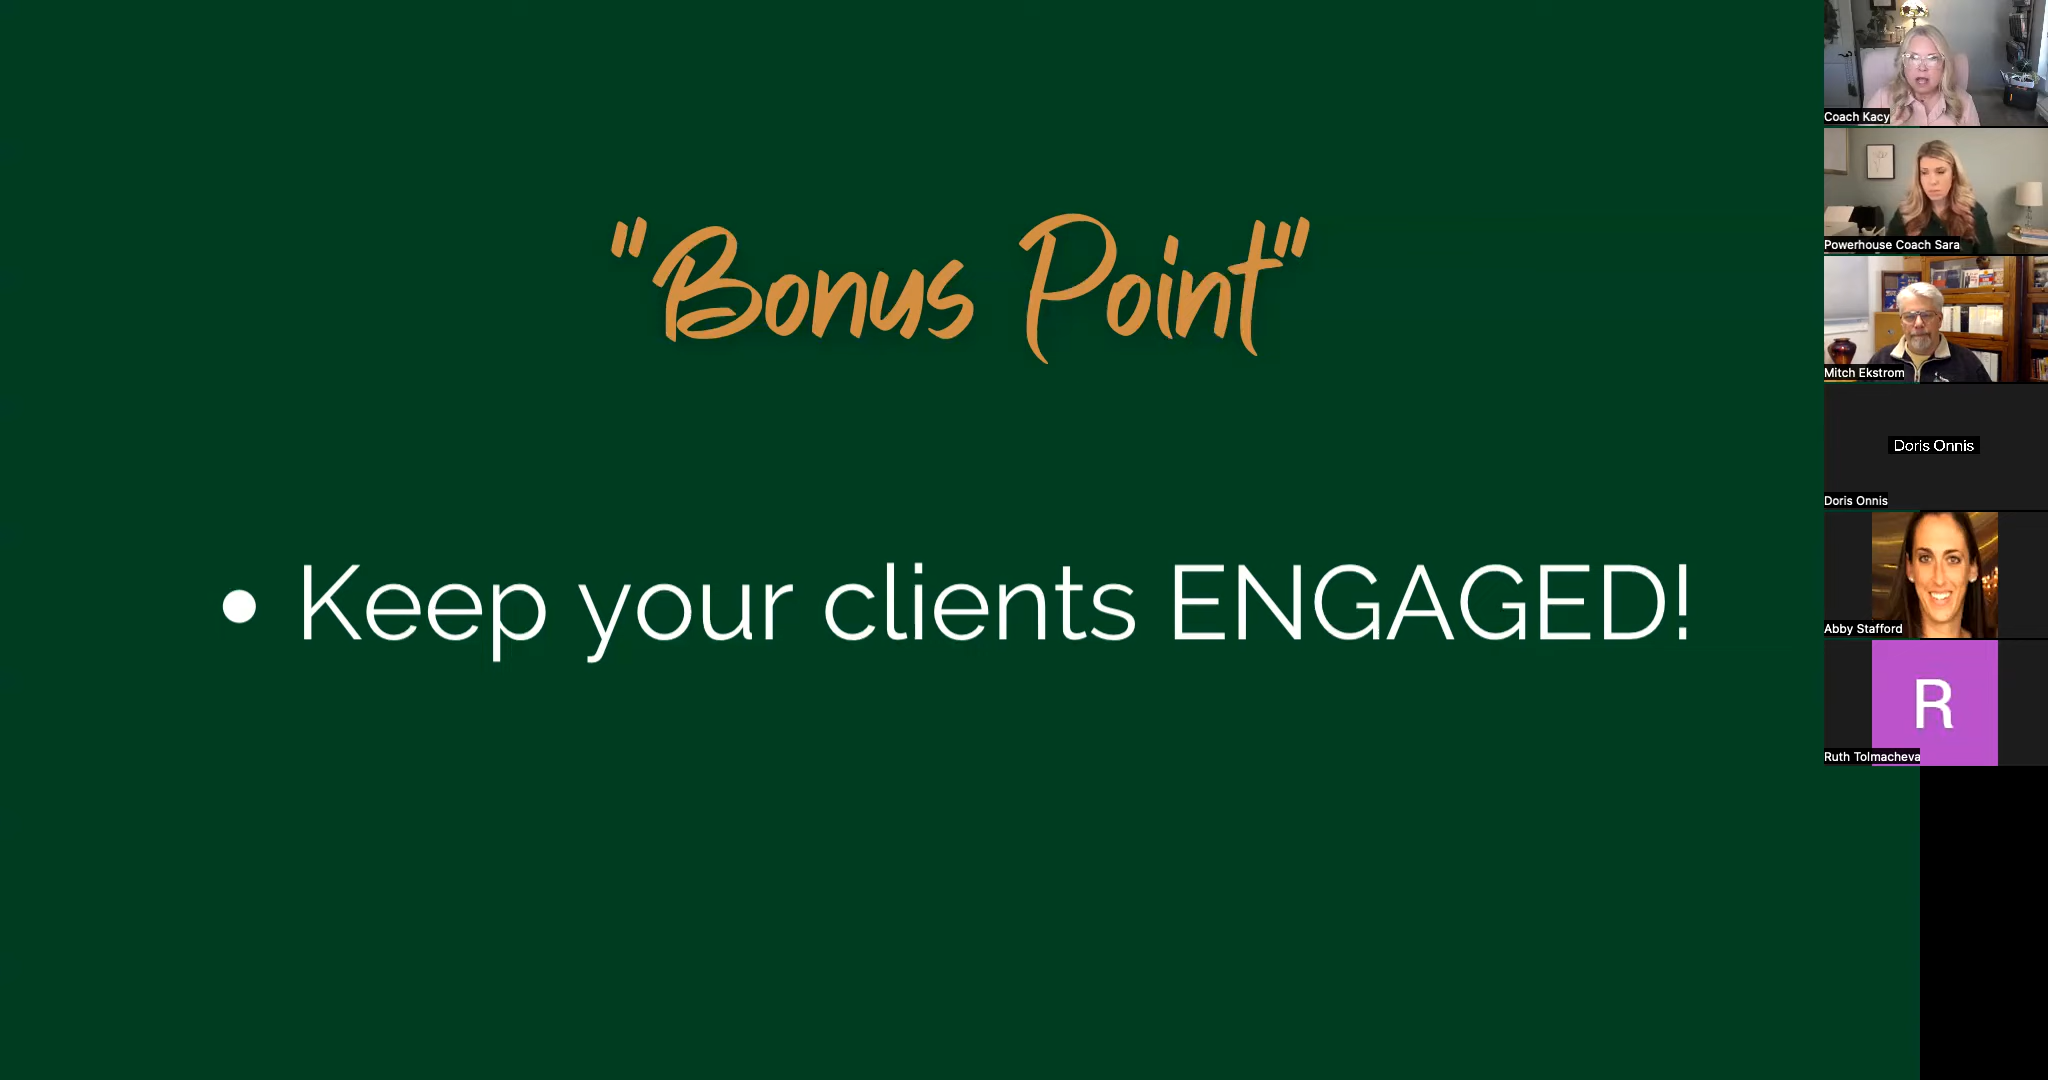 "Bonus Point"
• Keep your clients ENGAGED!
Coach Kacy
Powerhouse Coach Sara
Mitch Ekstrom
Doris Onnis
Doris Onnis
Abby Stafford
R
Ruth Tolmacheva